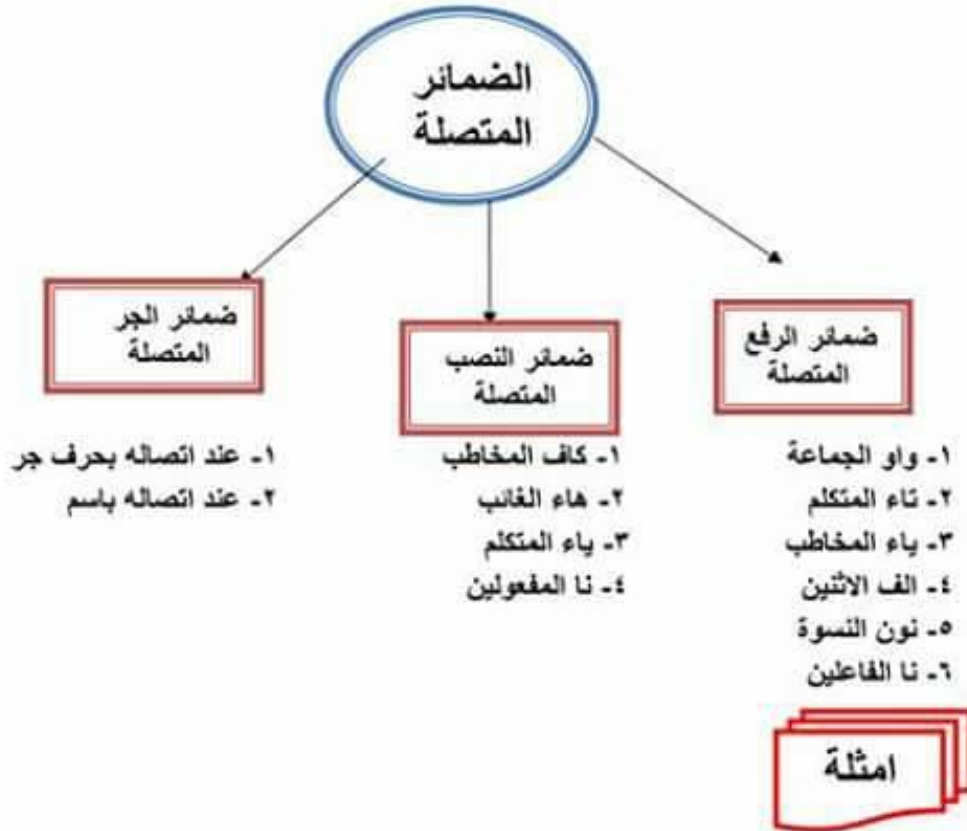 الضمائر
المتصلة
ضمائر الرفع
المتصلة
١- واو الجماعة
٢- تاء المتكلم
٣- ياء المخاطب
٤- الف الاثنين
٥- نون النسوة
٦- نا الفاعلين
امثلة
ضمائر النصب
المتصلة
١- كاف المخاطب
٢- هاء الغائب
٣- ياء المتكلم
٤- نا المفعولين
ضمائر الجر
المتصلة
١- عند اتصاله بحرف جر
٢- عند اتصاله باسم